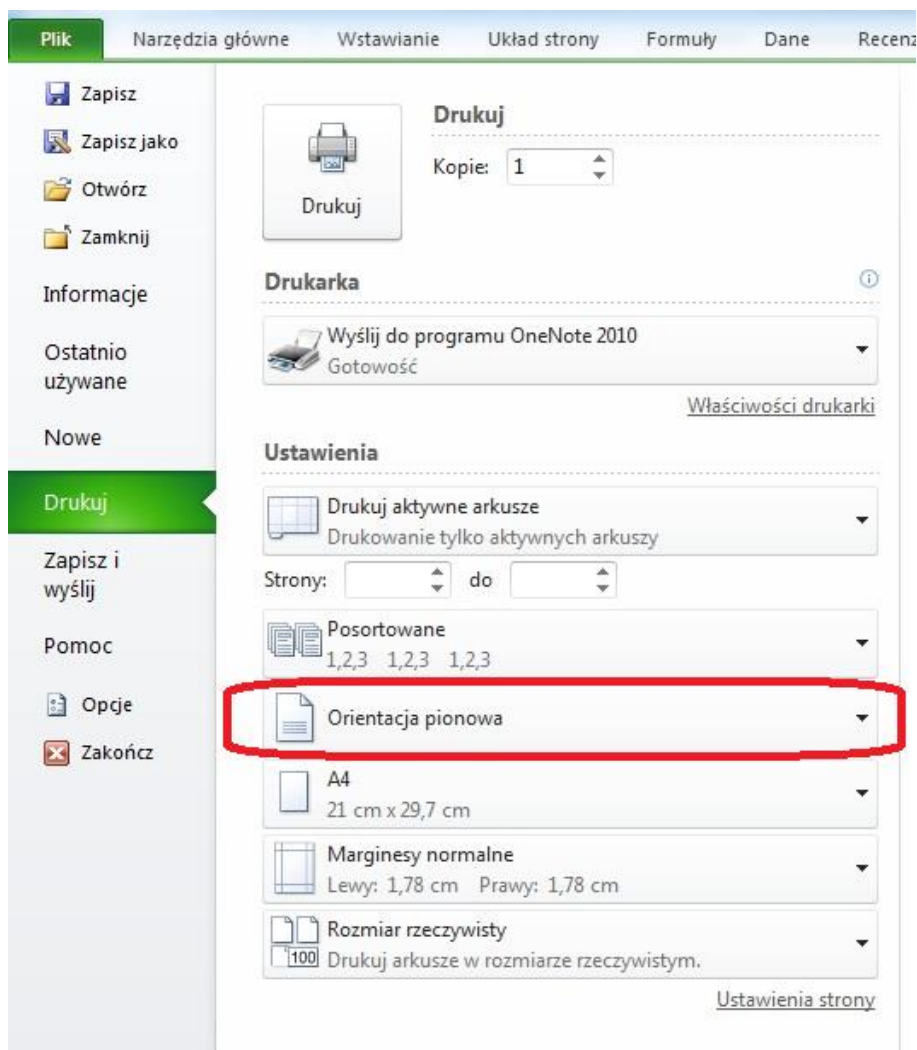 Plik Narzędzia główne Wstawianie Układ strony Formuły Dane
Zapisz
Zapisz jako
Otwórz
Zamknij
Informacje
Ostatnio
używane
Nowe
Drukuj
Zapisz i
wyślij
Pomoc
Opcje
Zakończ
Drukuj
Drukuj
Kopie: 1
Drukarka
Wyślij do programu OneNote 2010
Gotowość
Właściwości drukarki
Ustawienia
Drukuj aktywne arkusze
Drukowanie tylko aktywnych arkuszy
Strony: do
Posortowane
1,2,3 1,2,3 1,2,3
Orientacja pionowa
A4
21 cm x 29,7 cm
Marginesy normalne
Lewy: 1,78 cm Prawy: 1,78 cm
Rozmiar rzeczywisty
100 Drukuj arkusze w rozmiarze rzeczywistym.
Ustawienia strony